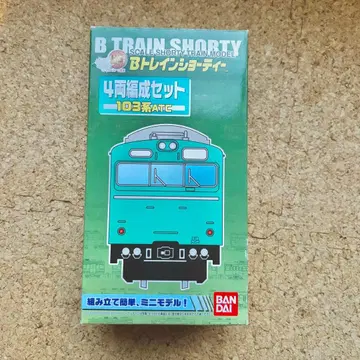 B TRAIN SHORTY
SCALE SHORTY TRAIN MODEL
Bトレインショーティー
4両編成セット
103系ATC
組み立て簡単、ミニモデル!
BAN
DAI